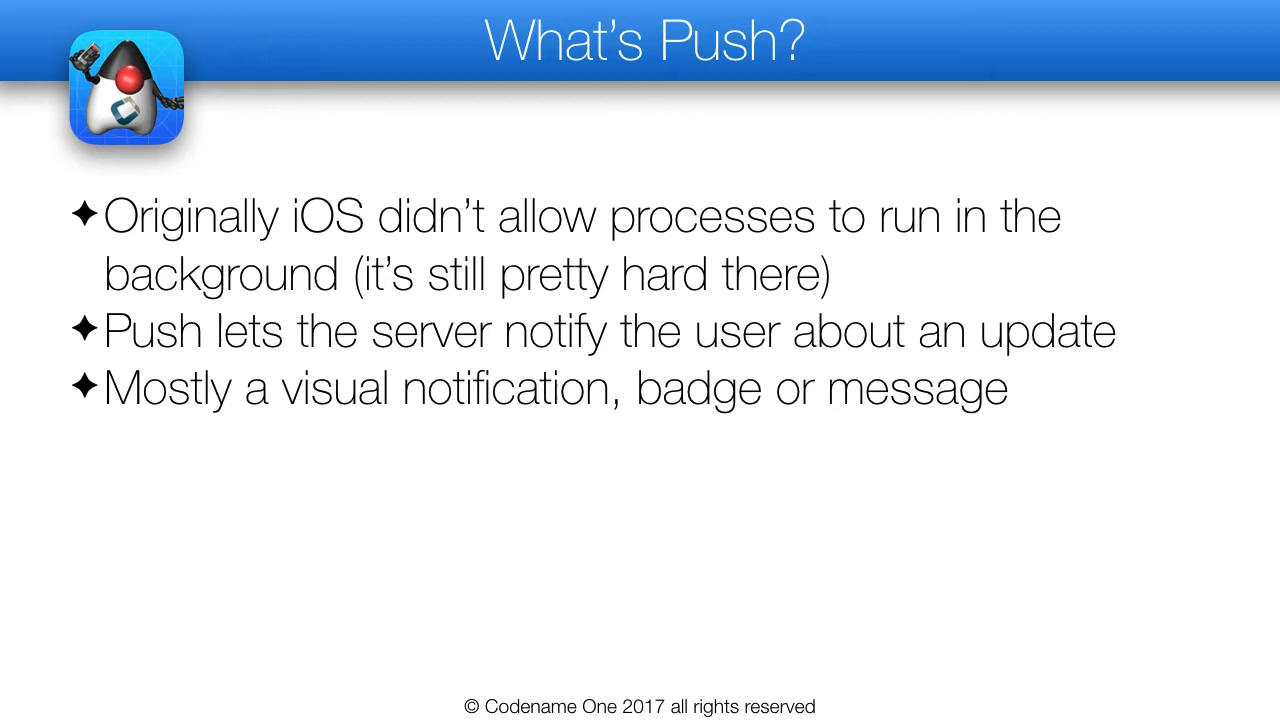 What’s Push?
✦Originally iOS didn’t allow processes to run in the
background (it’s still pretty hard there)
✦Push lets the server notify the user about an update
✦Mostly a visual notification, badge or message
© Codename One 2017 all rights reserved